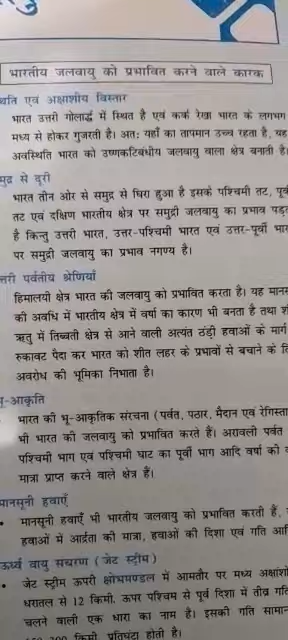 भारतीय जलवायु को प्रभावित करने वाले कारक
थति एवं अक्षांशीय विस्तार
भारत उत्तरी गोलार्द्ध में स्थित है एवं कर्क रेखा भारत के लगभग
मध्य से होकर गुजरती है। अतः यहाँ का तापमान उच्च रहता है, यह
अवस्थिति भारत को उष्णकटिबंधीय जलवायु वाला क्षेत्र बनाती है।
मुद्र से दूरी
भारत तीन ओर से समुद्र से घिरा हुआ है इसके पश्चिमी तट, पूर्व
तट एवं दक्षिण भारतीय क्षेत्र पर समुद्री जलवायु का प्रभाव पड़त
है किन्तु उत्तरी भारत, उत्तर-पश्चिमी भारत एवं उत्तर-पूर्वी भार
पर समुद्री जलवायु का प्रभाव नगण्य है।
त्तरी पर्वतीय श्रेणियाँ
हिमालयी क्षेत्र भारत की जलवायु को प्रभावित करता है। यह मानस
की अवधि में भारतीय क्षेत्र में वर्षा का कारण भी बनता है तथा शी
ऋतु में तिब्बती क्षेत्र से आने वाली अत्यंत ठंड़ी हवाओं के मार्ग
रुकावट पैदा कर भारत को शीत लहर के प्रभावों से बचाने के लि
अवरोध की भूमिका निभाता है।
भू-आकृति
भारत की भू-आकृतिक संरचना (पर्वत, पठार, मैदान एवं रेगिस्ता
भी भारत की जलवायु को प्रभावित करते हैं। अरावली पर्वत
पश्चिमी भाग एवं पश्चिमी घाट का पूर्वी भाग आदि वर्षा की क
मात्रा प्राप्त करने वाले क्षेत्र हैं।
मानसूनी हवाएँ
• मानसूनी हवाएँ भी भारतीय जलवायु को प्रभावित करती हैं,
हवाओं में आर्द्रता की मात्रा, हवाओं की दिशा एवं गति आदि
ऊर्ध्व वायु संचरण (जेट स्ट्रीम)
• जेट स्ट्रीम ऊपरी क्षोभमण्डल में आमतौर पर मध्य अक्षांशो
धरातल से 12 किमी. ऊपर पश्चिम से पूर्व दिशा में तीव्र गति
चलने वाली एक धारा का नाम है। इसकी गति सामान
300 किमी. प्रतिघंटा होती है।